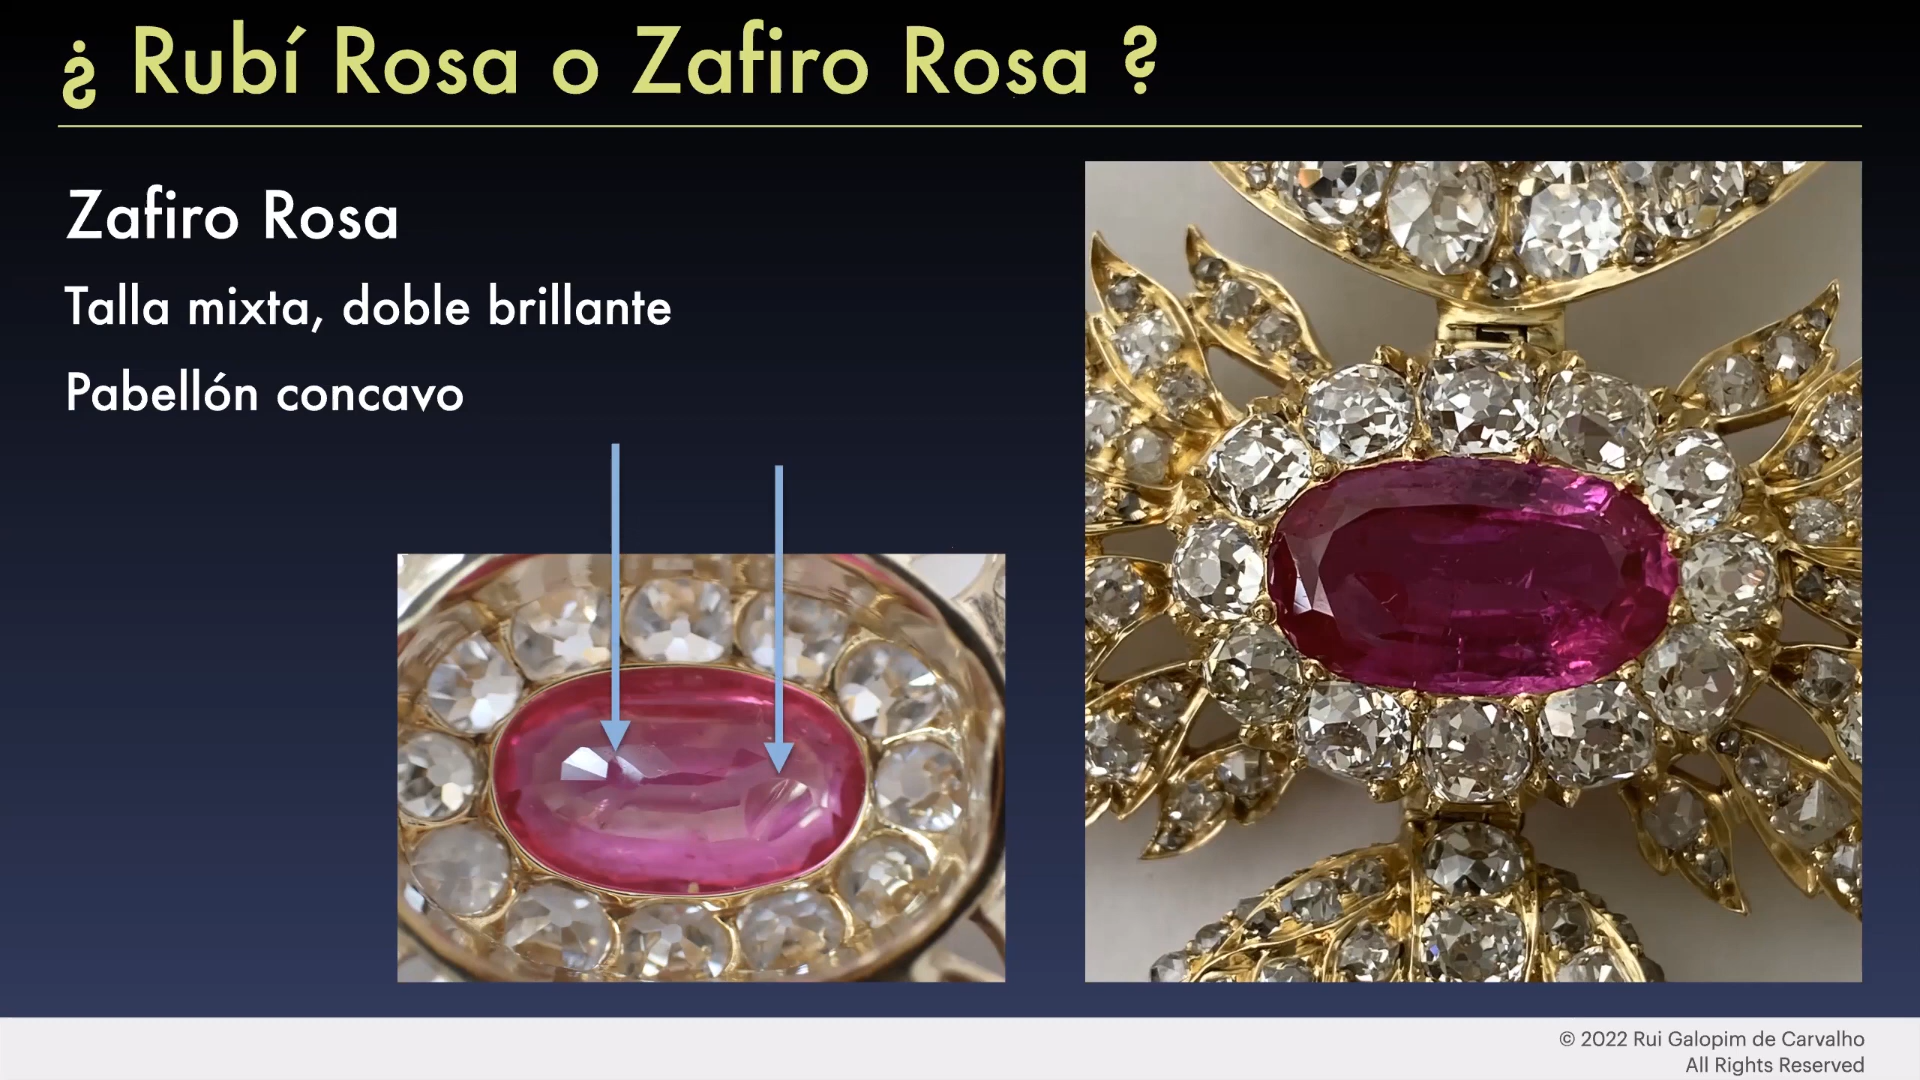 ¿ Rubí Rosa o Zafiro Rosa ?
Zafiro Rosa
Talla mixta, doble brillante
Pabellón concavo
© 2022 Rui Galopim de Carvalho
All Rights Reserved